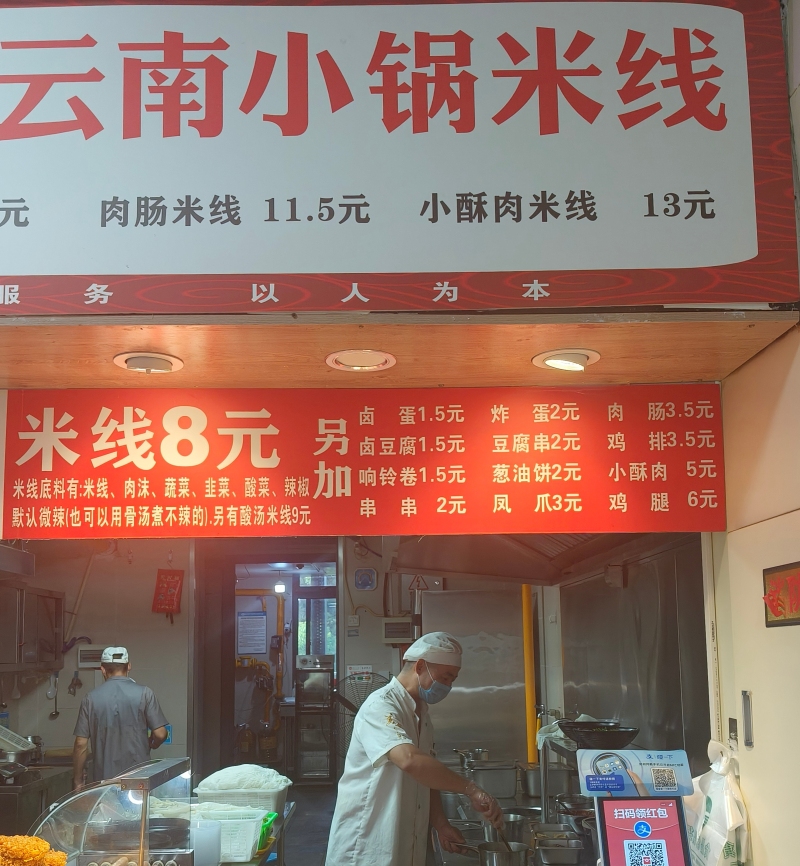 云南小锅米线
元 肉肠米线 11.5元 小酥肉米线 13元
服务 以人为本
米线8元
米线底料有:米线、肉沫、蔬菜、韭菜、酸菜、辣椒
默认微辣(也可以用骨汤煮不辣的).另有酸汤米线9元
另加
卤蛋1.5元 炸蛋2元 肉肠3.5元
卤豆腐1.5元 豆腐串2元 鸡排3.5元
响铃卷1.5元 葱油饼2元 小酥肉 5元
串串 2元 凤爪3元 鸡腿 6元
扫码领红包